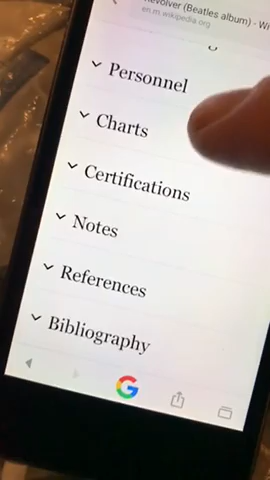 Revolver (Beatles album) - Wi
en.m.wikipedia.org
Personnel
Charts
Certifications
Notes
References
Bibliography